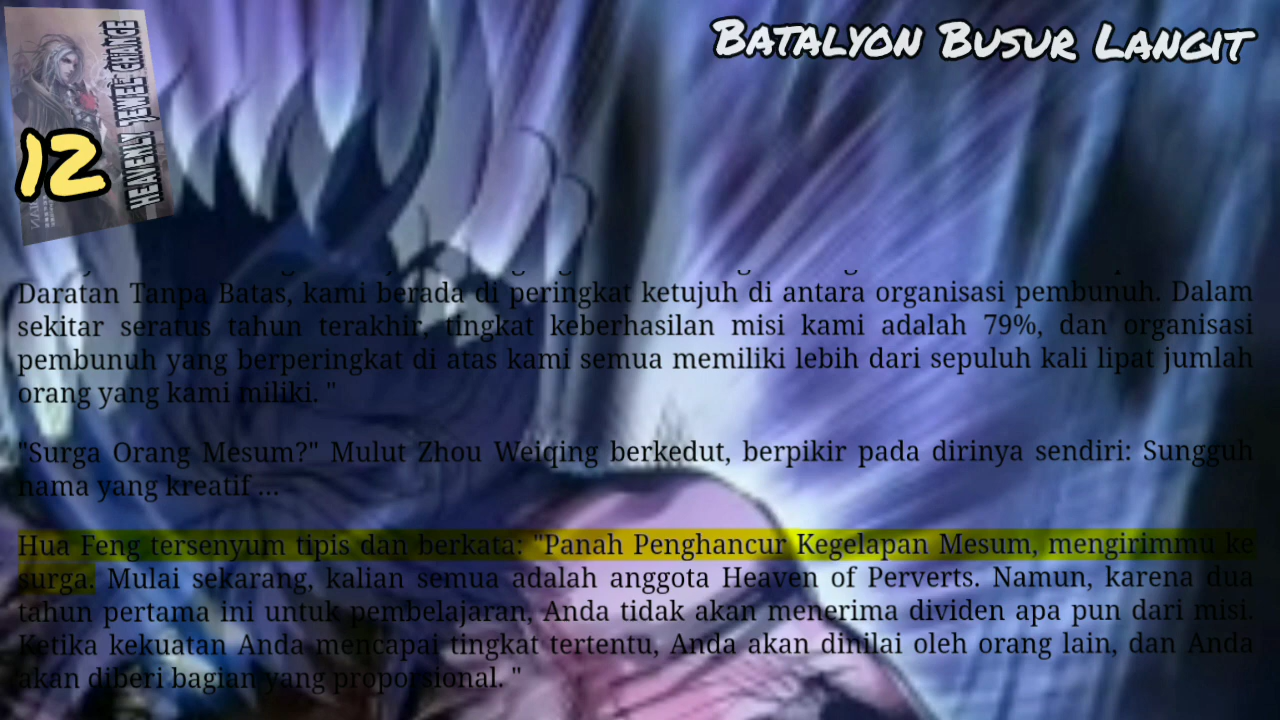 Batalyon Busur Langit
HEAVENLY JEWEL CHANGE
12
Daratan Tanpa Batas, kami berada di peringkat ketujuh di antara organisasi pembunuh. Dalam
sekitar seratus tahun terakhir, tingkat keberhasilan misi kami adalah 79%, dan organisasi
pembunuh yang berperingkat di atas kami semua memiliki lebih dari sepuluh kali lipat jumlah
orang yang kami miliki. "
"Surga Orang Mesum?" Mulut Zhou Weiqing berkedut, berpikir pada dirinya sendiri: Sungguh
nama yang kreatif ...
Hua Feng tersenyum tipis dan berkata: "Panah Penghancur Kegelapan Mesum, mengirimmu ke
surga. Mulai sekarang, kalian semua adalah anggota Heaven of Perverts. Namun, karena dua
tahun pertama ini untuk pembelajaran, Anda tidak akan menerima dividen apa pun dari misi.
Ketika kekuatan Anda mencapai tingkat tertentu, Anda akan dinilai oleh orang lain, dan Anda
akan diberi bagian yang proporsional. "